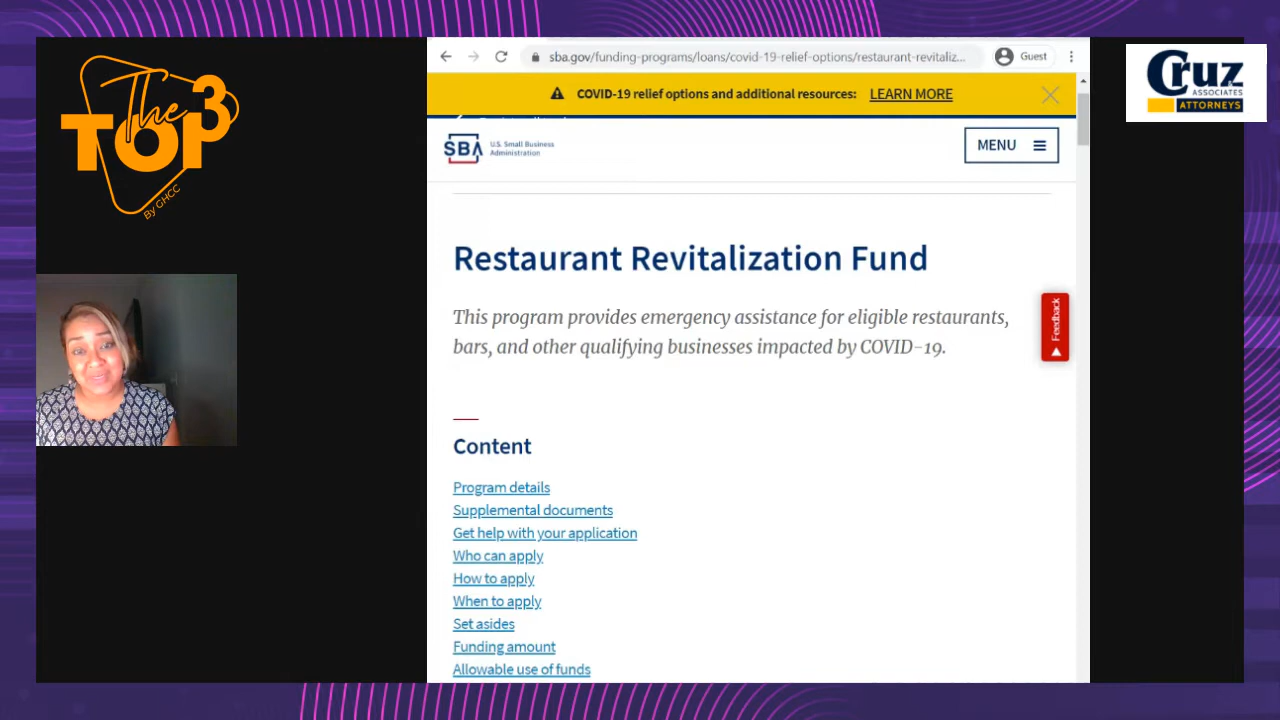 The
TOP 3
By GHCC
Cruz
ASSOCIATES
ATTORNEYS
sba.gov/funding-programs/loans/covid-19-relief-options/restaurant-revitaliz...
Guest
COVID-19 relief options and additional resources: LEARN MORE
SBA
U.S. Small Business
Administration
MENU
Restaurant Revitalization Fund
This program provides emergency assistance for eligible restaurants,
bars, and other qualifying businesses impacted by COVID-19.
Feedback
Content
Program details
Supplemental documents
Get help with your application
Who can apply
How to apply
When to apply
Set asides
Funding amount
Allowable use of funds